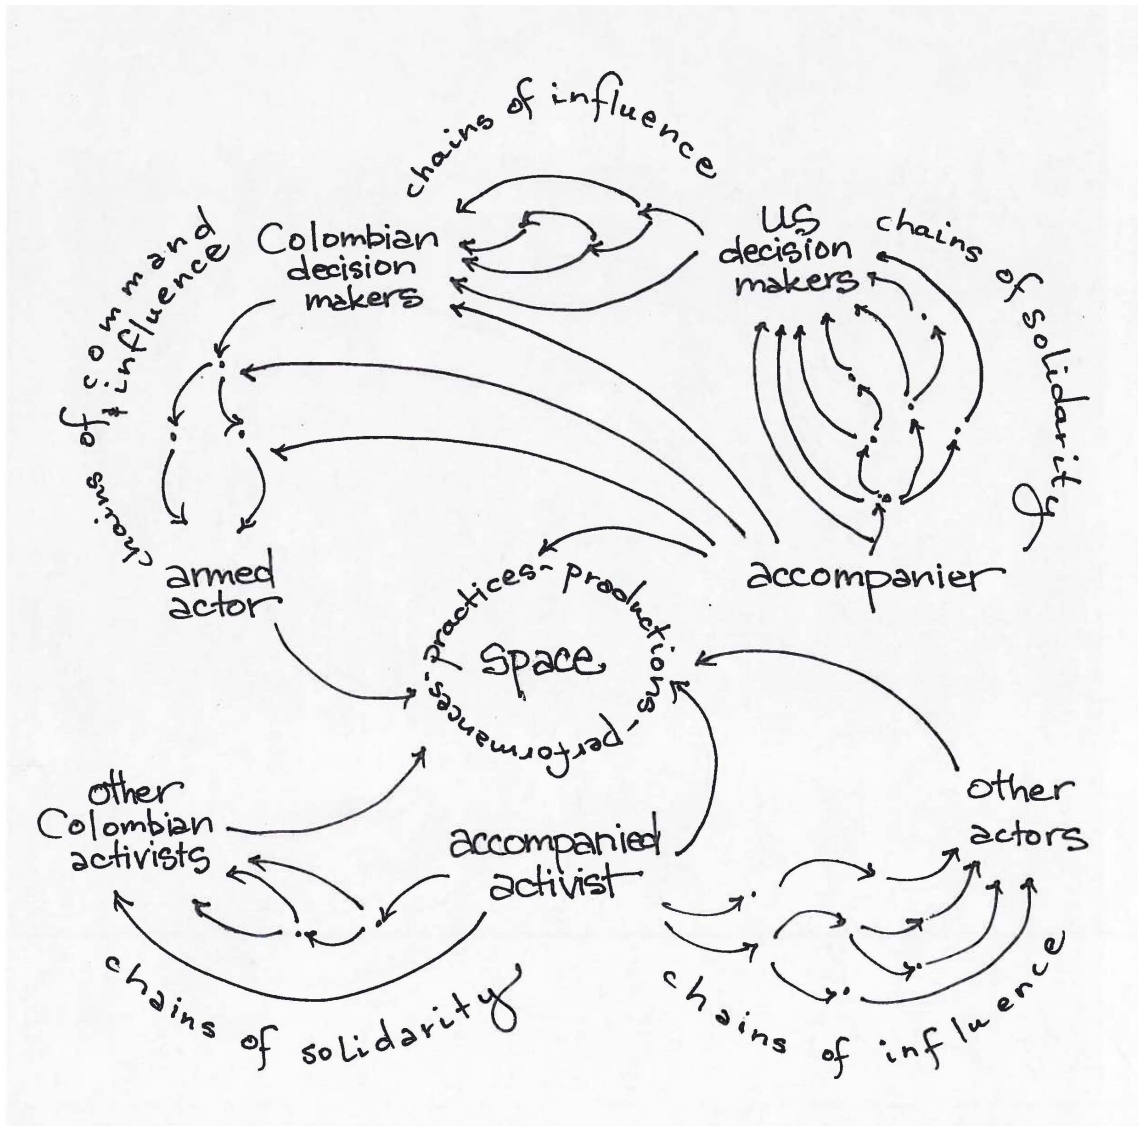 chains of influence
chains of command
& influence
Colombian
decision
makers
US
decision
makers
chains of solidarity
armed
actor
accompanier
practices - productions - performances -
space
other
Colombian
activists
accompanied
activist
other
actors
chains of solidarity
chains of influence